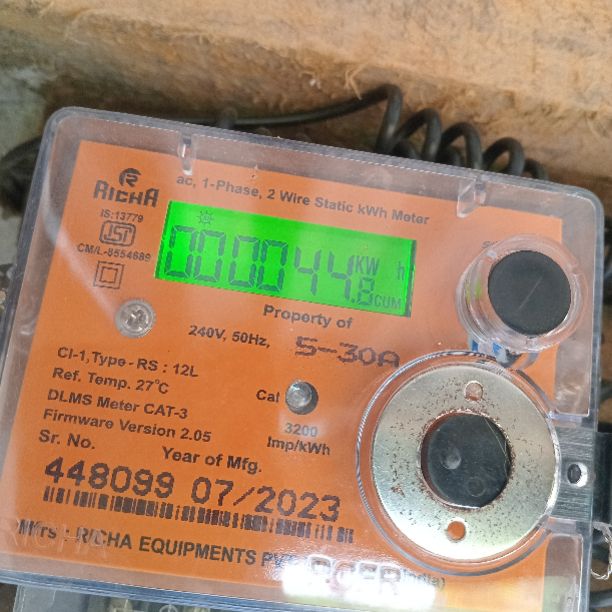 RICHA
ac, 1-Phase, 2 Wire Static kWh Meter
IS:13779
CM/L-8554689
000044.8 KW h CUM
Property of
240V, 50Hz, 5-30A
Cl-1,Type - RS : 12L
Ref. Temp. 27°C
DLMS Meter CAT-3
Firmware Version 2.05
Cal
3200
Imp/kWh
Sr. No. Year of Mfg.
448099 07/2023
Mfrs : RICHA EQUIPMENTS